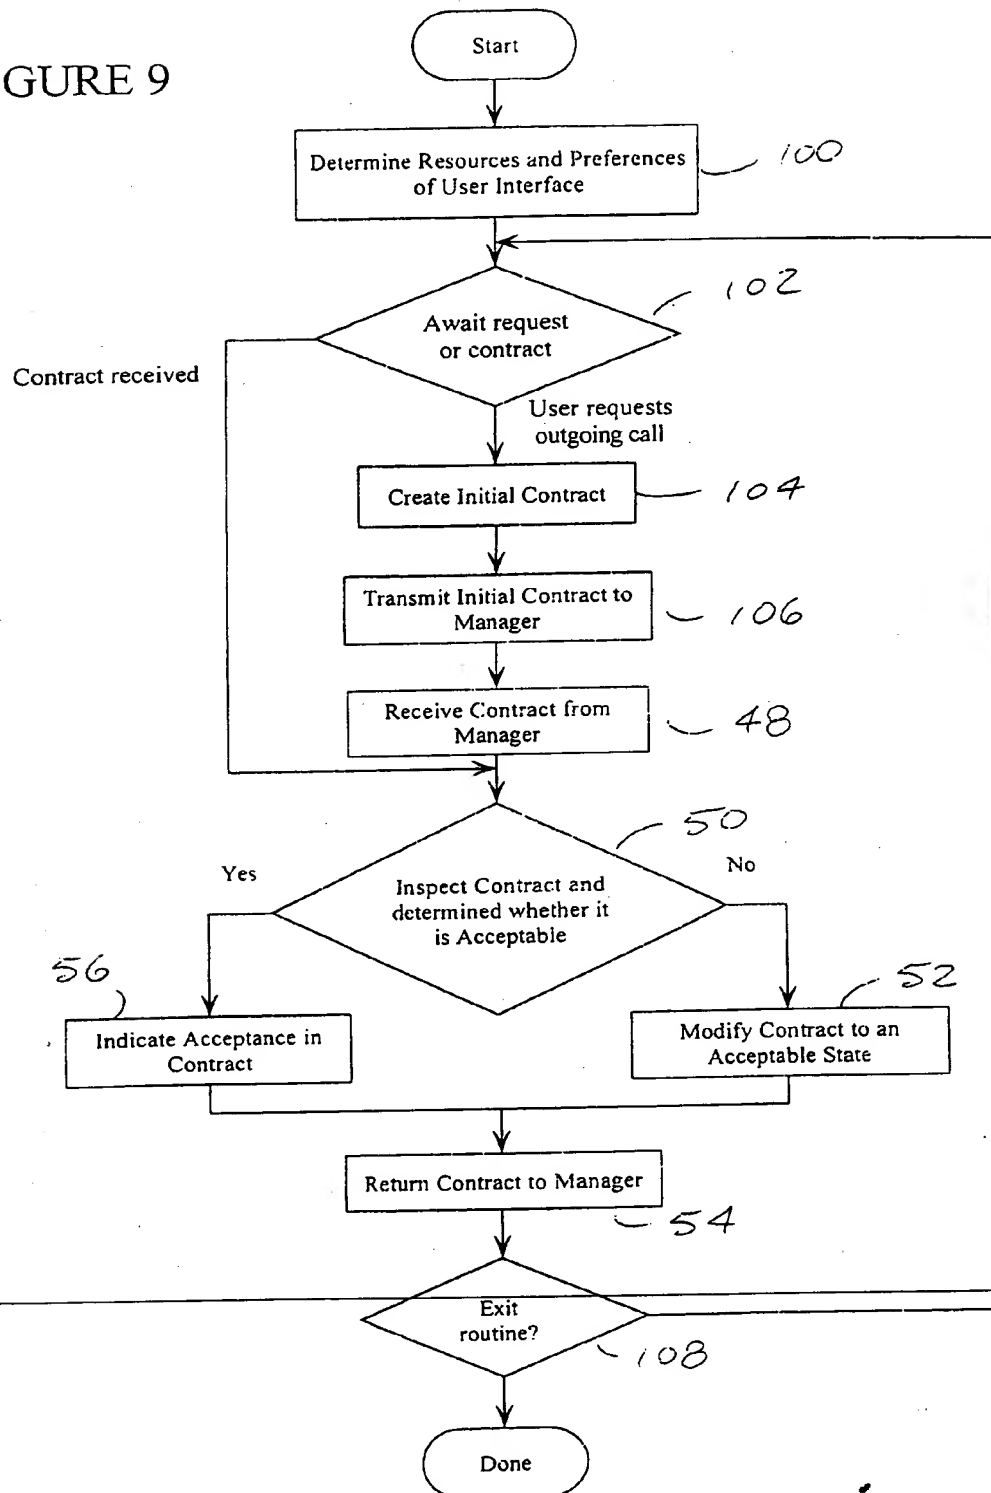 Start
GURE 9
Determine Resources and Preferences
of User Interface
100
102
Await request
or contract
Contract received
User requests
outgoing call
Create Initial Contract
104
Transmit Initial Contract to
Manager
106
Receive Contract from
Manager
48
50
Yes
No
Inspect Contract and
determined whether it
is Acceptable
56
52
Indicate Acceptance in
Contract
Modify Contract to an
Acceptable State
Return Contract to Manager
54
Exit
routine?
108
Done